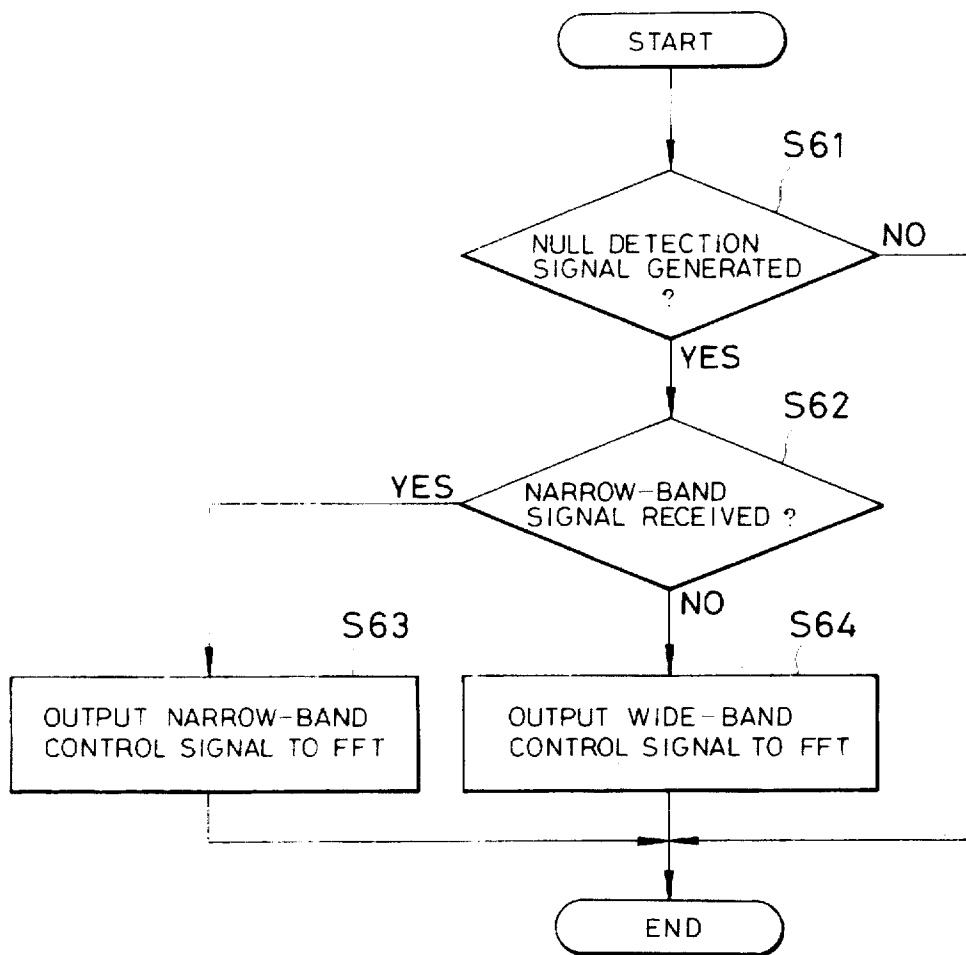 START
S61
NULL DETECTION
SIGNAL GENERATED
?
NO
YES
S62
YES
NARROW-BAND
SIGNAL RECEIVED ?
NO
S63
S64
OUTPUT NARROW-BAND
CONTROL SIGNAL TO FFT
OUTPUT WIDE-BAND
CONTROL SIGNAL TO FFT
END